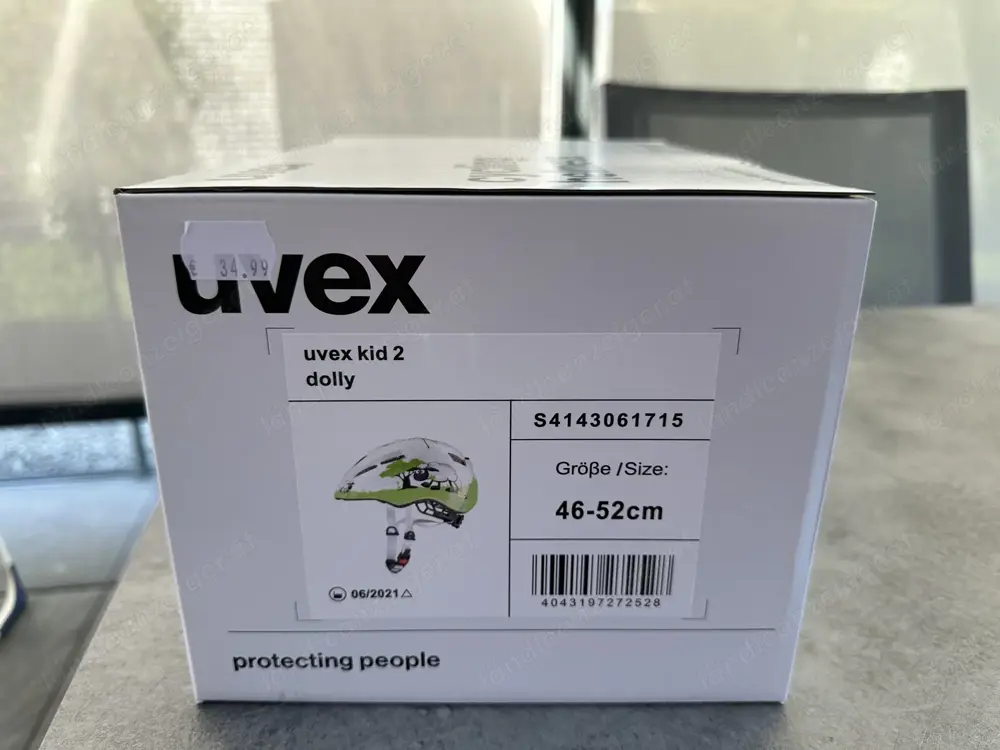 € 34.99
uvex
uvex kid 2
dolly
S4143061715
Größe /Size:
46-52cm
06/2021
4043197272528
protecting people